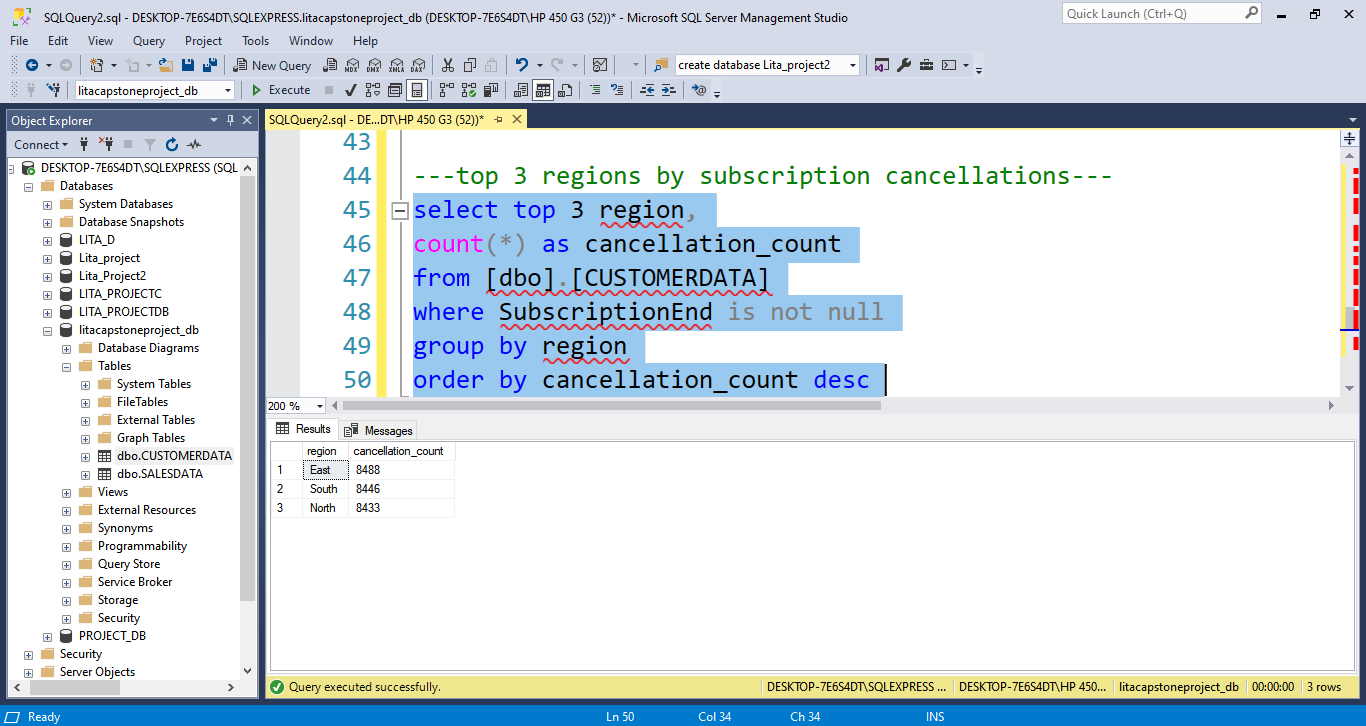 SQLQuery2.sql - DESKTOP-7E6S4DT\SQLEXPRESS.litacapstoneproject_db (DESKTOP-7E6S4DT\HP 450 G3 (52))* - Microsoft SQL Server Management Studio
Quick Launch (Ctrl+Q)
File Edit View Query Project Tools Window Help
New Query MDX DMX XMLA DAX create database Lita_project2
litacapstoneproject_db Execute
Object Explorer
SQLQuery2.sql - DE...DT\HP 450 G3 (52))*
Connect
DESKTOP-7E6S4DT\SQLEXPRESS (SQL
Databases
System Databases
Database Snapshots
LITA_D
Lita_project
Lita_Project2
LITA_PROJECTC
LITA_PROJECTDB
litacapstoneproject_db
Database Diagrams
Tables
System Tables
FileTables
External Tables
Graph Tables
dbo.CUSTOMERDATA
dbo.SALESDATA
Views
External Resources
Synonyms
Programmability
Query Store
Service Broker
Storage
Security
PROJECT_DB
Security
Server Objects
43
44 ---top 3 regions by subscription cancellations---
45 select top 3 region,
46 count(*) as cancellation_count
47 from [dbo].[CUSTOMERDATA]
48 where SubscriptionEnd is not null
49 group by region
50 order by cancellation_count desc
200 %
Results Messages
region cancellation_count
1 East 8488
2 South 8446
3 North 8433
Query executed successfully. DESKTOP-7E6S4DT\SQLEXPRESS ... DESKTOP-7E6S4DT\HP 450... litacapstoneproject_db 00:00:00 3 rows
Ready Ln 50 Col 34 Ch 34 INS